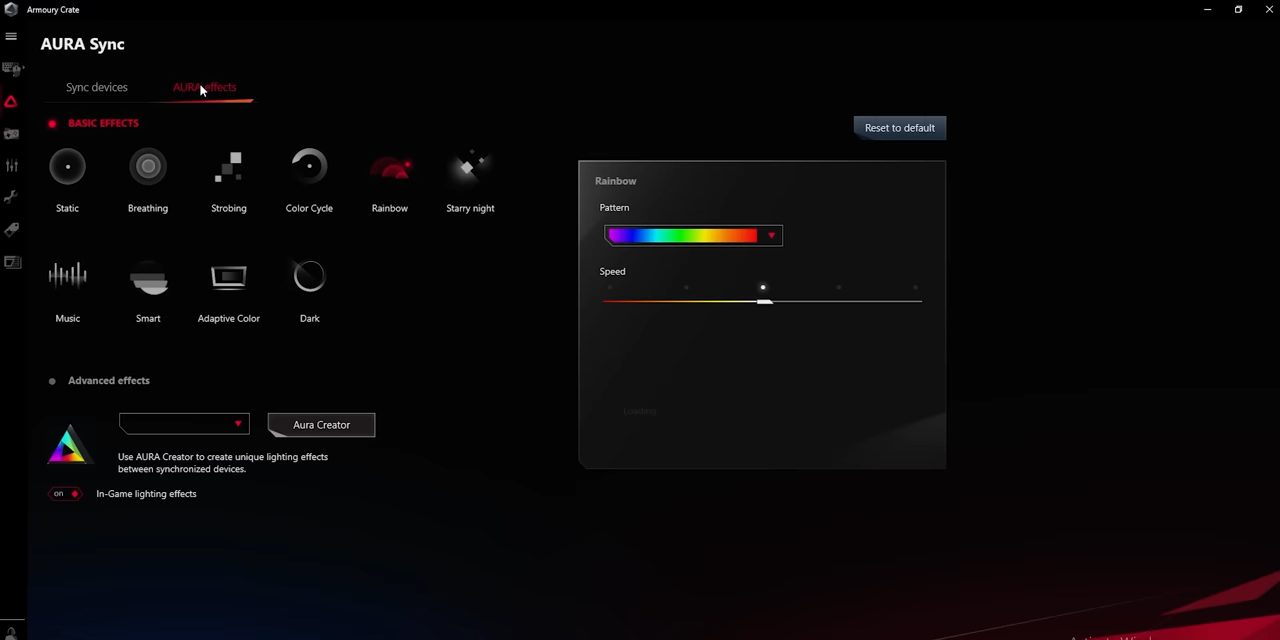 Armoury Crate
AURA Sync
Sync devices
AURA effects
BASIC EFFECTS
Reset to default
Static
Breathing
Strobing
Color Cycle
Rainbow
Starry night
Music
Smart
Adaptive Color
Dark
Rainbow
Pattern
Speed
Loading
Advanced effects
Aura Creator
Use AURA Creator to create unique lighting effects
between synchronized devices.
on
In-Game lighting effects